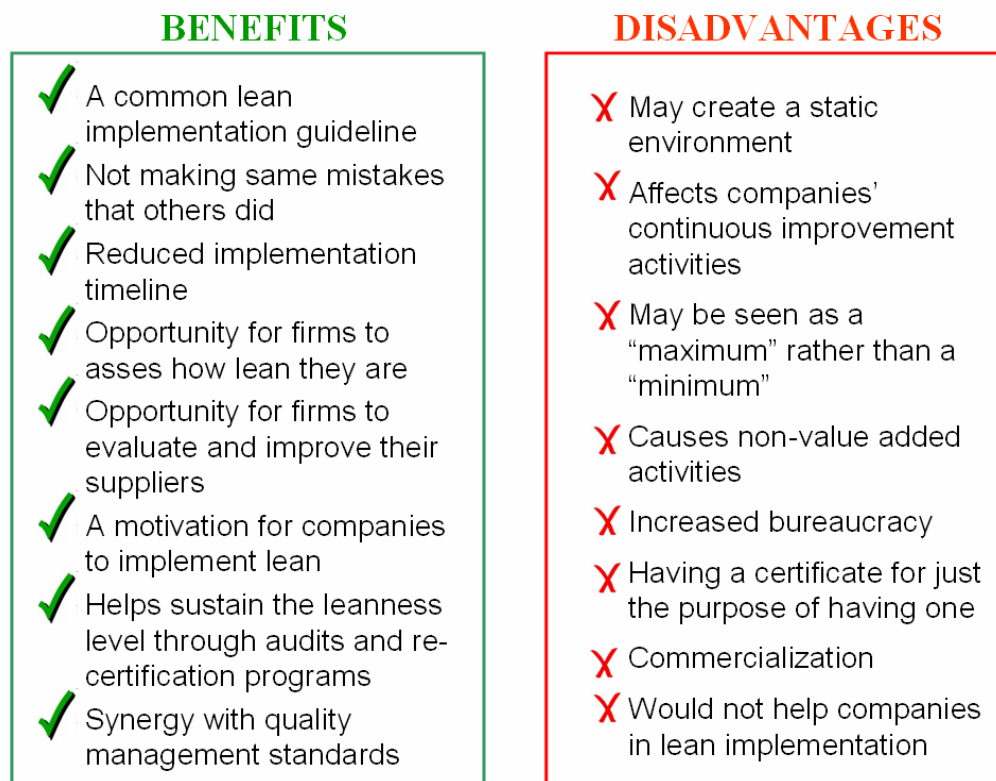 BENEFITS
A common lean
implementation guideline
Not making same mistakes
that others did
Reduced implementation
timeline
Opportunity for firms to
asses how lean they are
Opportunity for firms to
evaluate and improve their
suppliers
A motivation for companies
to implement lean
Helps sustain the leanness
level through audits and re-
certification programs
Synergy with quality
management standards
DISADVANTAGES
May create a static
environment
Affects companies’
continuous improvement
activities
May be seen as a
“maximum” rather than a
“minimum”
Causes non-value added
activities
Increased bureaucracy
Having a certificate for just
the purpose of having one
Commercialization
Would not help companies
in lean implementation